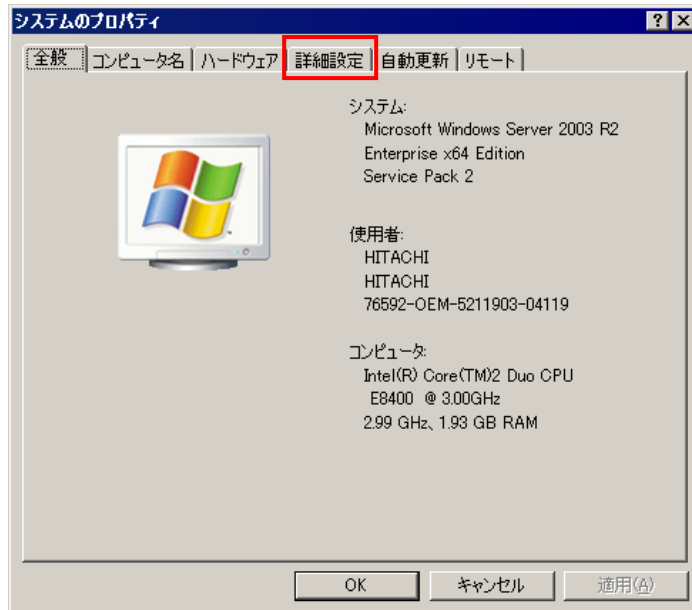 システムのプロパティ
全般 コンピュータ名 ハードウェア 詳細設定 自動更新 リモート
システム:
Microsoft Windows Server 2003 R2
Enterprise x64 Edition
Service Pack 2
使用者:
HITACHI
HITACHI
76592-OEM-5211903-04119
コンピュータ:
Intel(R) Core(TM)2 Duo CPU
E8400 @ 3.00GHz
2.99 GHz、1.93 GB RAM
OK キャンセル 適用(A)